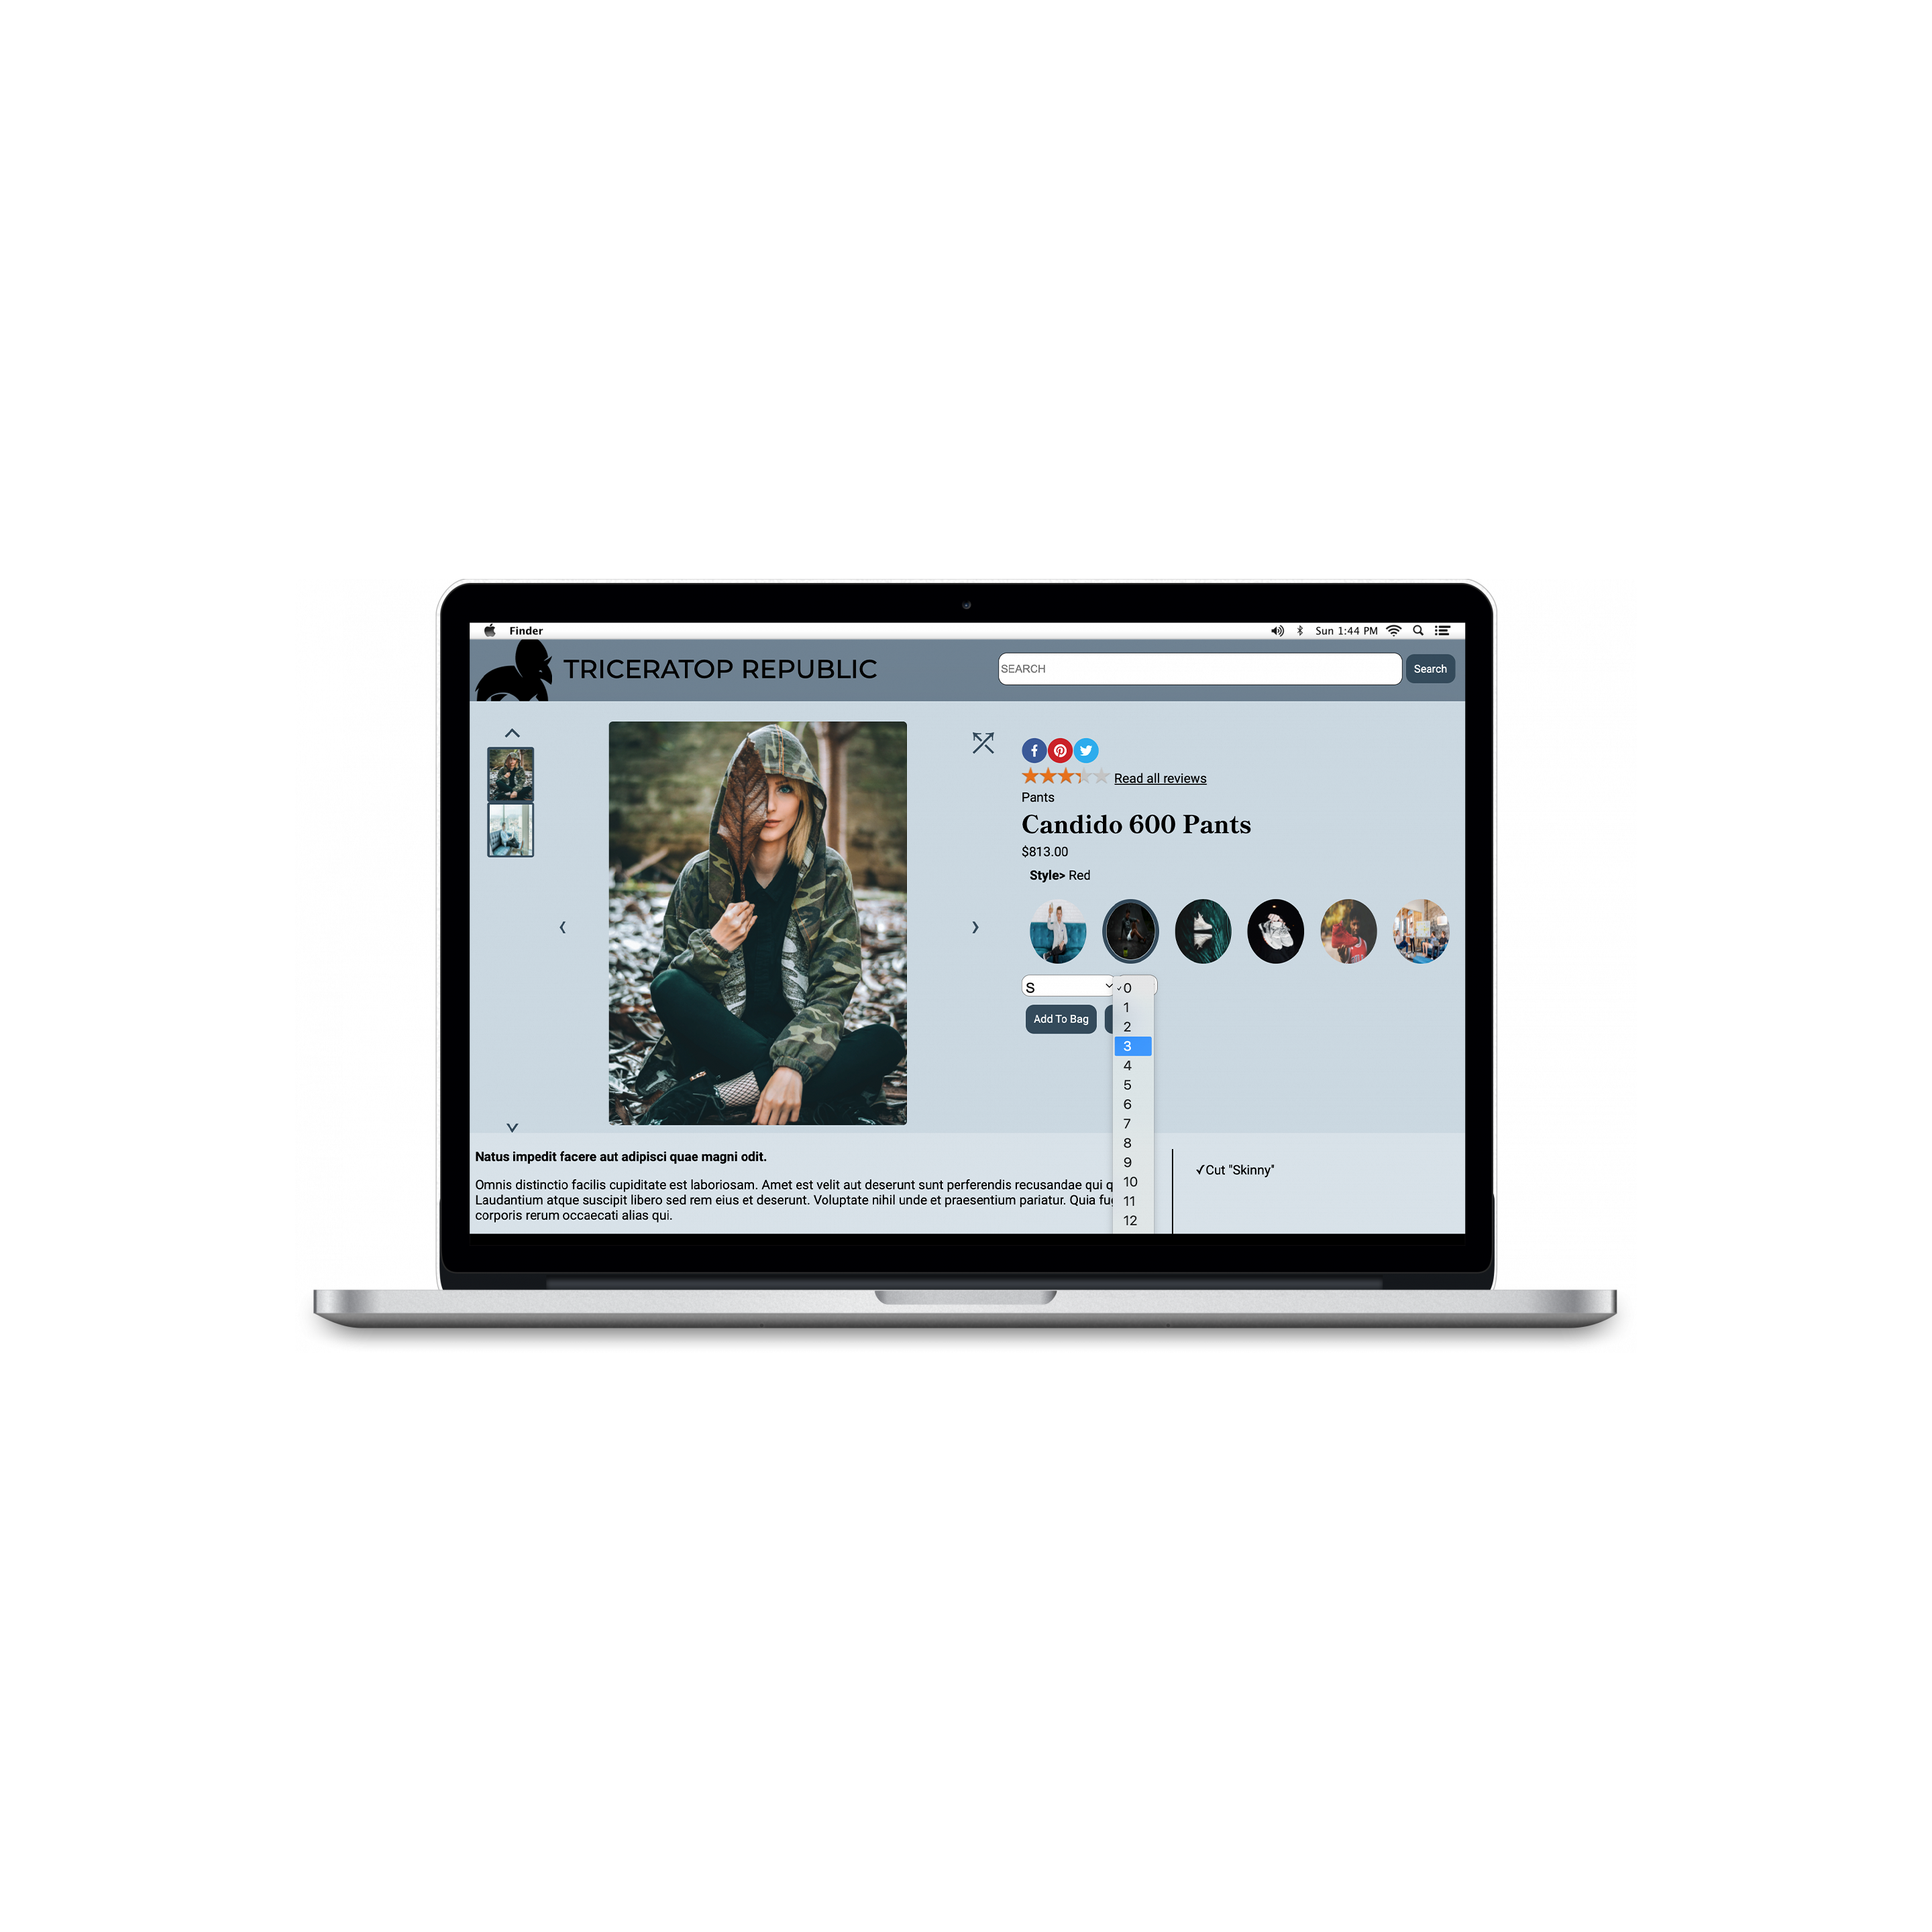 Finder
Sun 1:44 PM
TRICERATOP REPUBLIC
SEARCH
Search
Read all reviews
Pants
Candido 600 Pants
$813.00
Style> Red
S
✓0
1
2
3
4
5
6
7
8
9
10
11
12
Add To Bag
Natus impedit facere aut adipisci quae magni odit.
Omnis distinctio facilis cupiditate est laboriosam. Amet est velit aut deserunt sunt perferendis recusandae qui q
Laudantium atque suscipit libero sed rem eius et deserunt. Voluptate nihil unde et praesentium pariatur. Quia
corporis rerum occaecati alias qui.
✓Cut "Skinny"